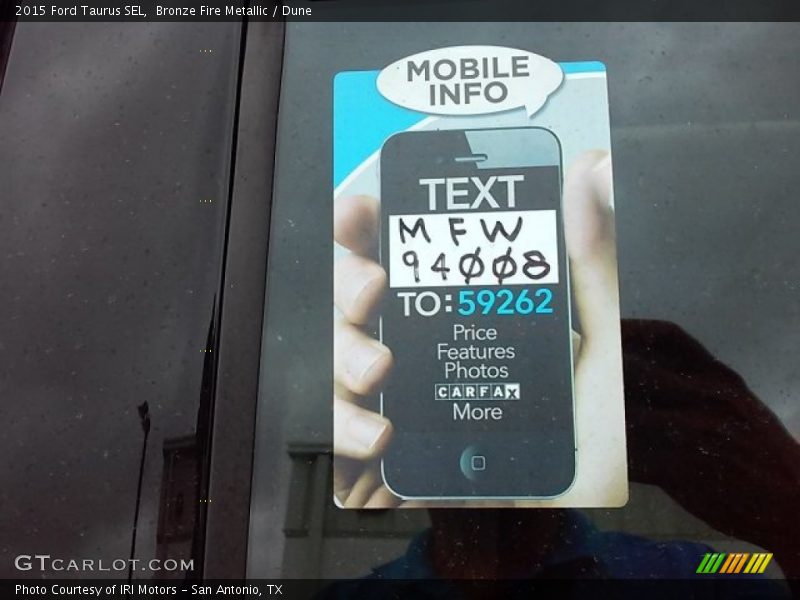 2015 Ford Taurus SEL,  Bronze Fire Metallic / Dune
MOBILE
INFO
TEXT
MFW
94008
TO:59262
Price
Features
Photos
CARFAX
More
GTCARLOT.COM
Photo Courtesy of IRI Motors - San Antonio, TX